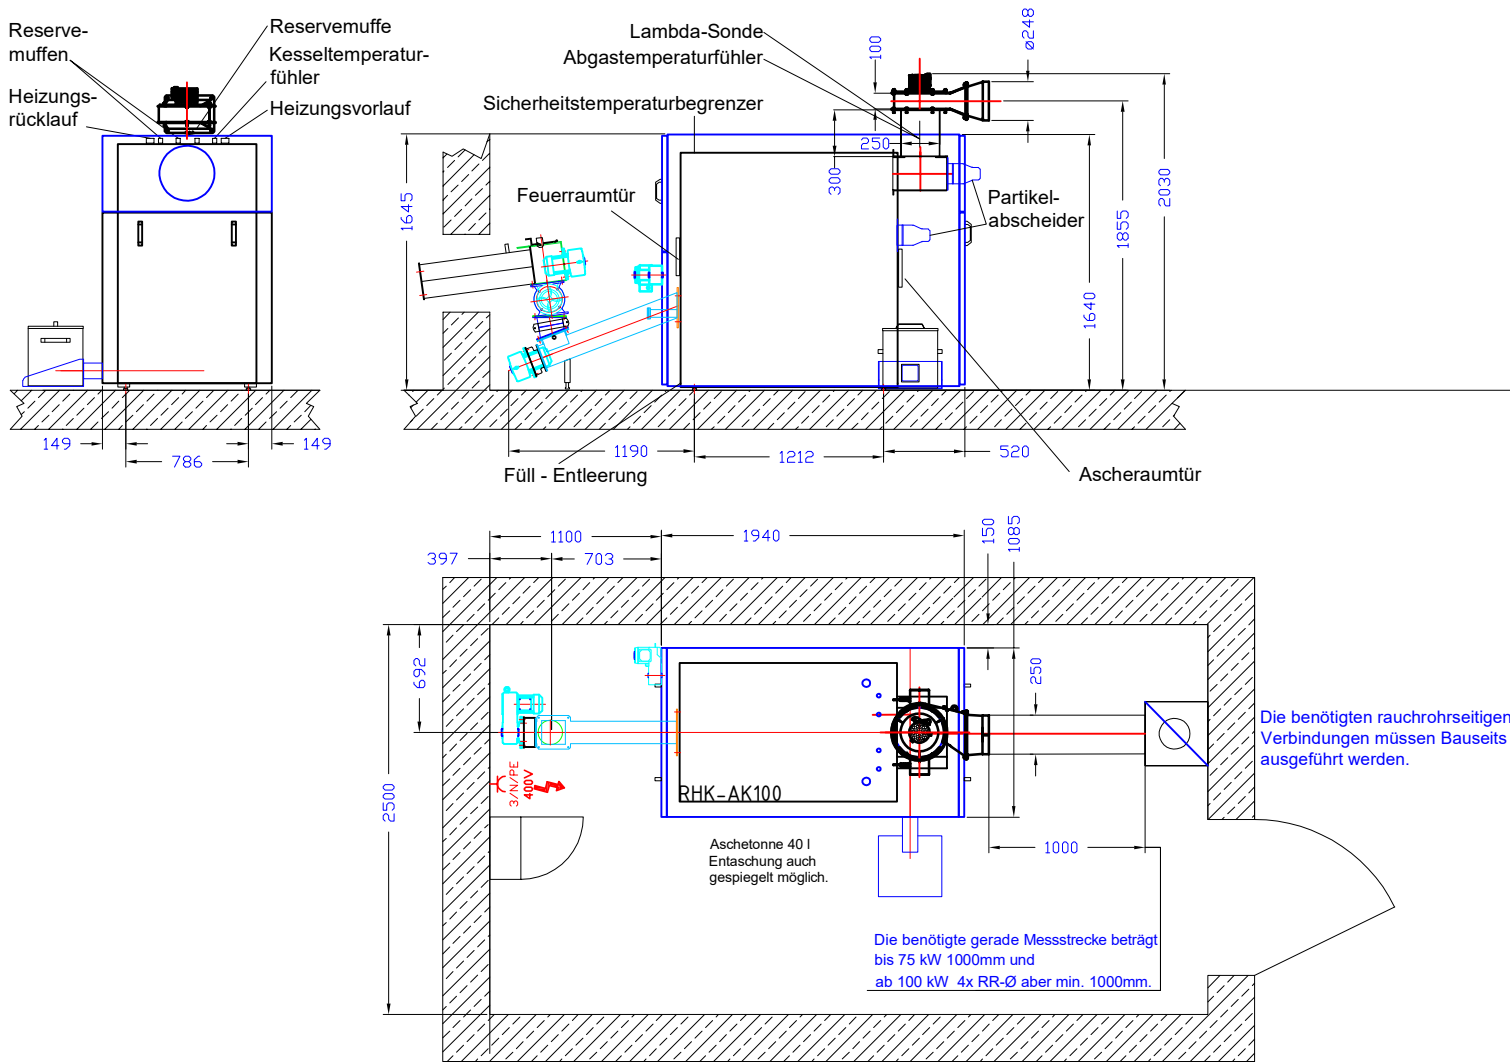 Reserve-
muffen
Heizungs-
rücklauf
Reservemuffe
Kesseltemperatur-
fühler
Heizungsvorlauf
149
786
149
Lambda-Sonde
Abgastemperaturfühler
Sicherheitstemperaturbegrenzer
Feuerraumtür
Partikel-
abscheider
100
ø248
250
300
1645
2030
1855
1640
1190
1212
520
Füll - Entleerung
Ascheraumtür
1100
1940
397
703
150
1085
692
250
2500
3/N/PE
400V
RHK-AK100
Aschetonne 40 l
Entaschung auch
gespiegelt möglich.
1000
Die benötigten rauchrohrseitigen
Verbindungen müssen Bauseits
ausgeführt werden.
Die benötigte gerade Messstrecke beträgt
bis 75 kW 1000mm und
ab 100 kW 4x RR-Ø aber min. 1000mm.